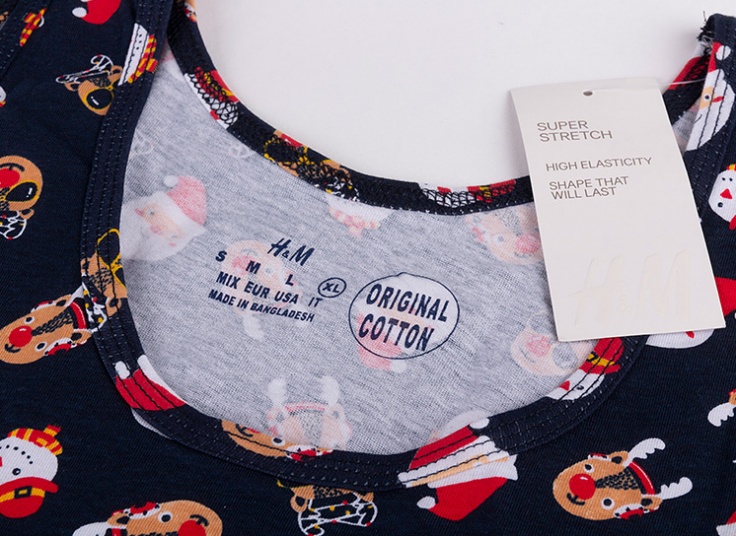 SUPER
STRETCH
HIGH ELASTICITY
SHAPE THAT
WILL LAST
H&M
H&M
S M L XL
MIX EUR USA IT
MADE IN BANGLADESH
ORIGINAL
COTTON